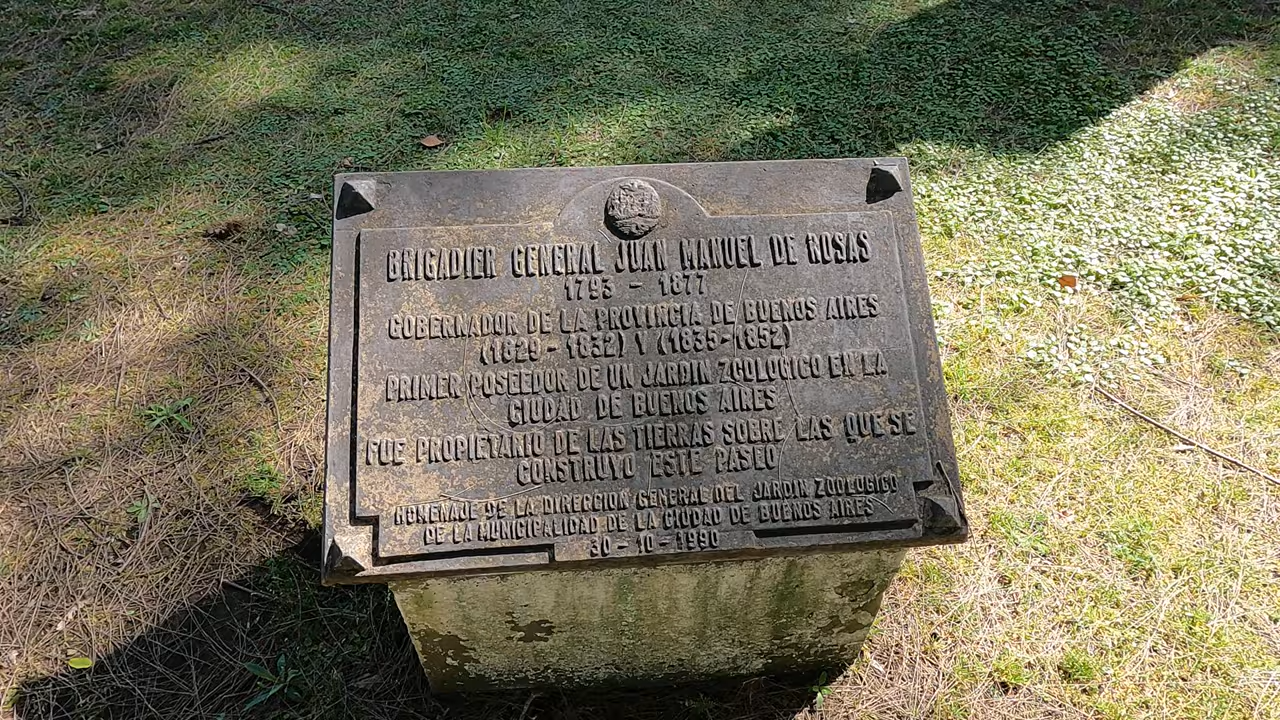 BRIGADIER GENERAL JUAN MANUEL DE ROSAS
1793 - 1877
GOBERNADOR DE LA PROVINCIA DE BUENOS AIRES
(1829 - 1832) Y (1835-1852)
PRIMER POSEEDOR DE UN JARDIN ZOOLOGICO EN LA
CIUDAD DE BUENOS AIRES
FUE PROPIETARIO DE LAS TIERRAS SOBRE LAS QUE SE
CONSTRUYO ESTE PASEO
HOMENAJE DE LA DIRECCION GENERAL DEL JARDIN ZOOLOGICO
DE LA MUNICIPALIDAD DE LA CIUDAD DE BUENOS AIRES
30 - 10 - 1990